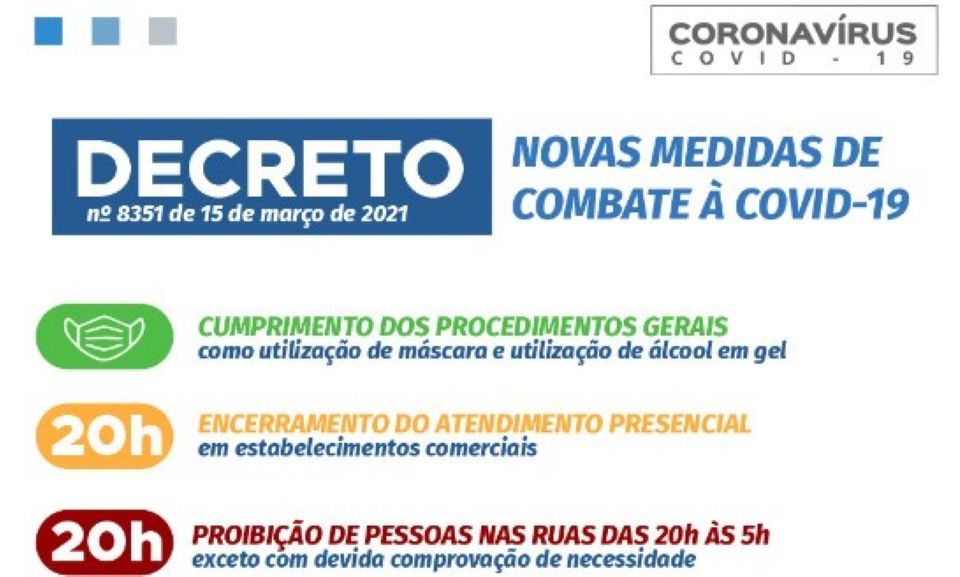 CORONAVÍRUS
COVID - 19
DECRETO
nº 8351 de 15 de março de 2021
NOVAS MEDIDAS DE
COMBATE À COVID-19
CUMPRIMENTO DOS PROCEDIMENTOS GERAIS
como utilização de máscara e utilização de álcool em gel
20h
ENCERRAMENTO DO ATENDIMENTO PRESENCIAL
em estabelecimentos comerciais
20h
PROIBIÇÃO DE PESSOAS NAS RUAS DAS 20h ÀS 5h
exceto com devida comprovação de necessidade